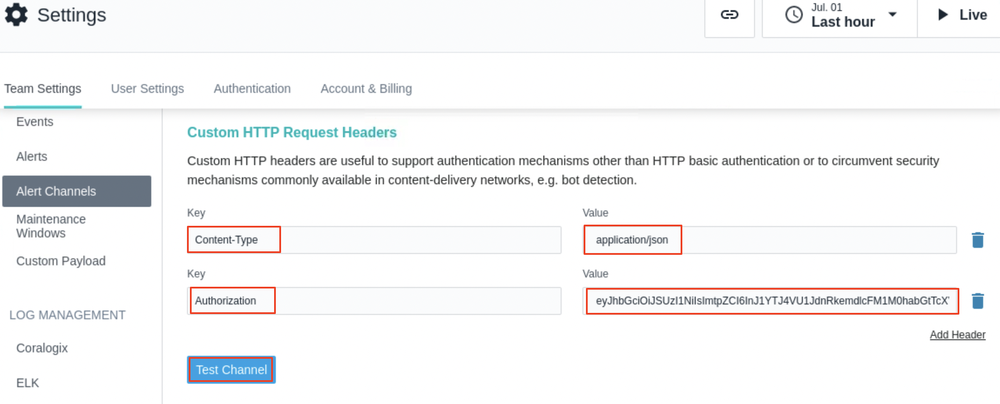 Settings
Jul. 01
Last hour
Live
Team Settings
User Settings
Authentication
Account & Billing
Events
Alerts
Alert Channels
Maintenance
Windows
Custom Payload
LOG MANAGEMENT
Coralogix
ELK
Custom HTTP Request Headers
Custom HTTP headers are useful to support authentication mechanisms other than HTTP basic authentication or to circumvent security
mechanisms commonly available in content-delivery networks, e.g. bot detection.
Key
Value
Content-Type
application/json
Key
Value
Authorization
Add Header
Test Channel